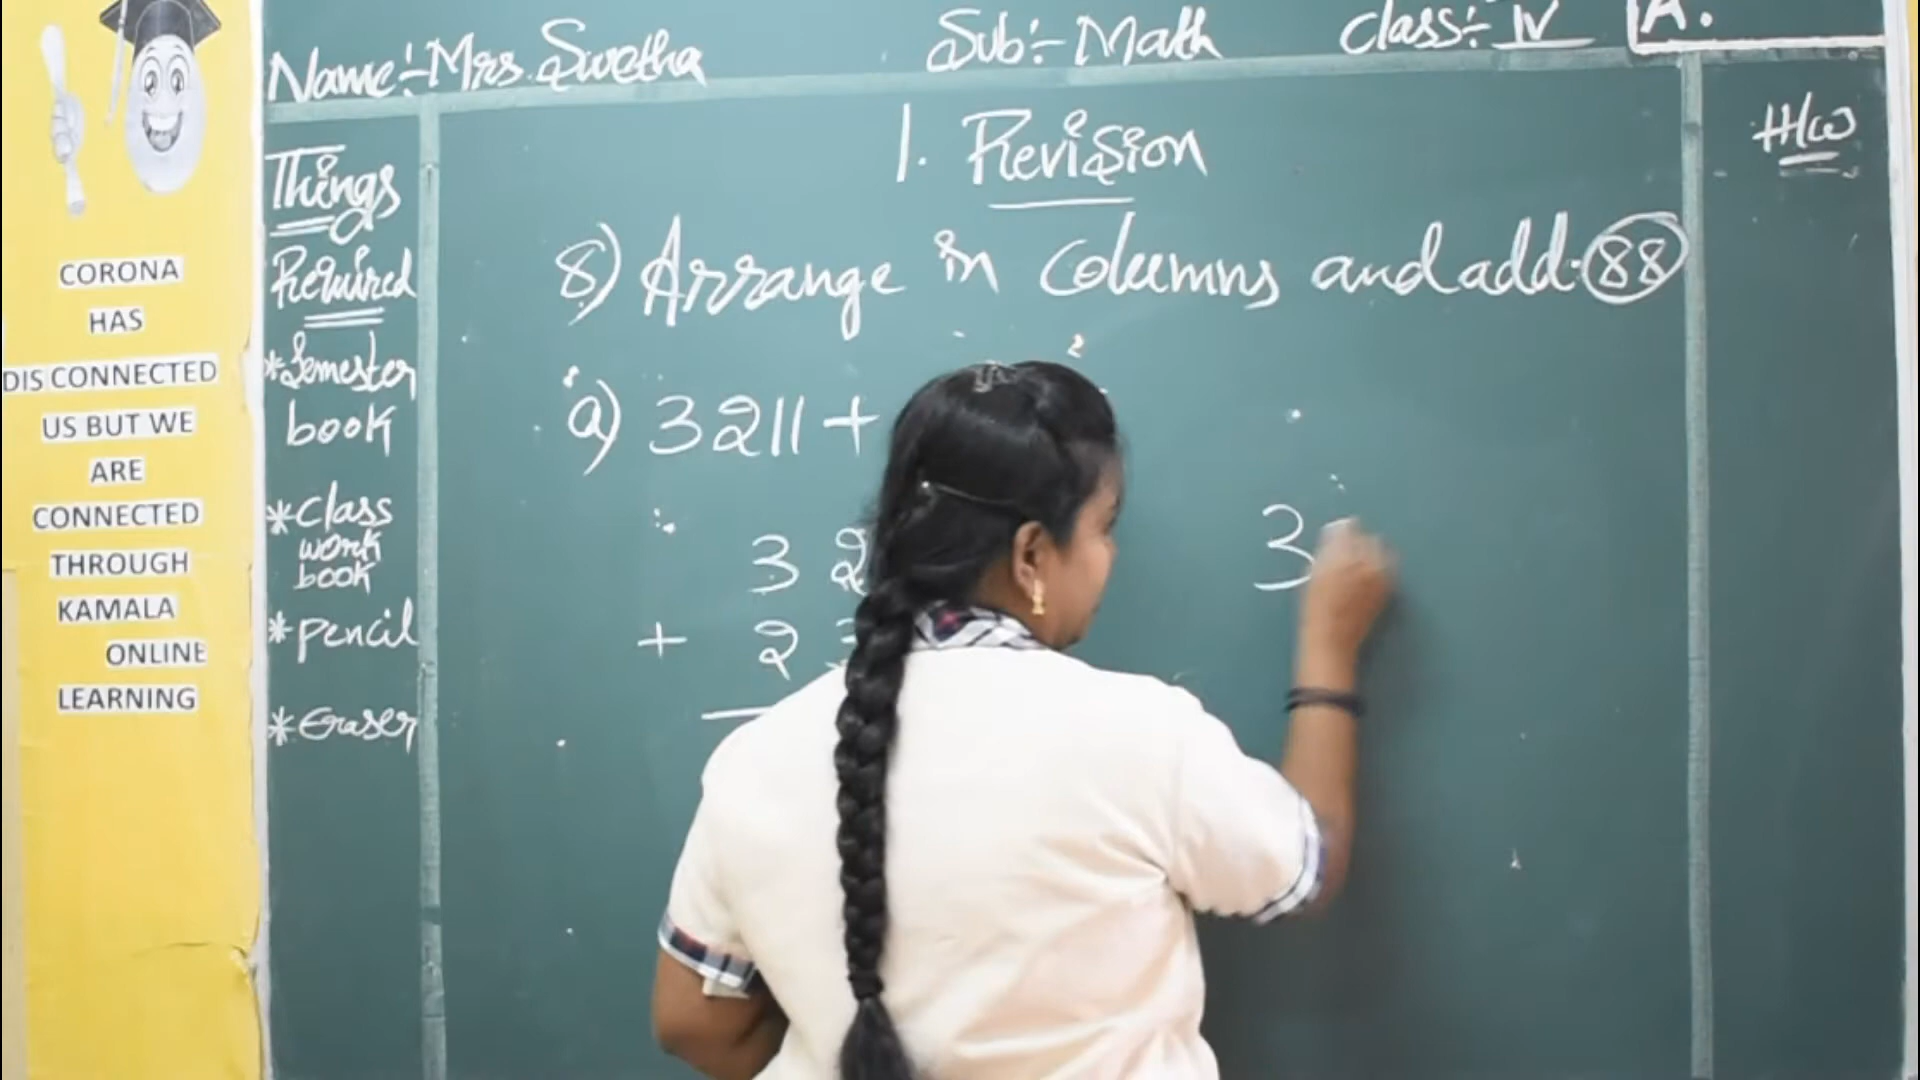 CORONA
HAS
DIS CONNECTED
US BUT WE
ARE
CONNECTED
THROUGH
KAMALA
ONLINE
LEARNING
Name:- Mrs. Swetha
Sub:- Math
Class:- IV
A.
Things
Required
* Semester
book
* Class
work
book
* pencil
* Eraser
1. Revision
8) Arrange in Columns and add. 88
a) 3211 +
3 2
+ 2
3
H/w